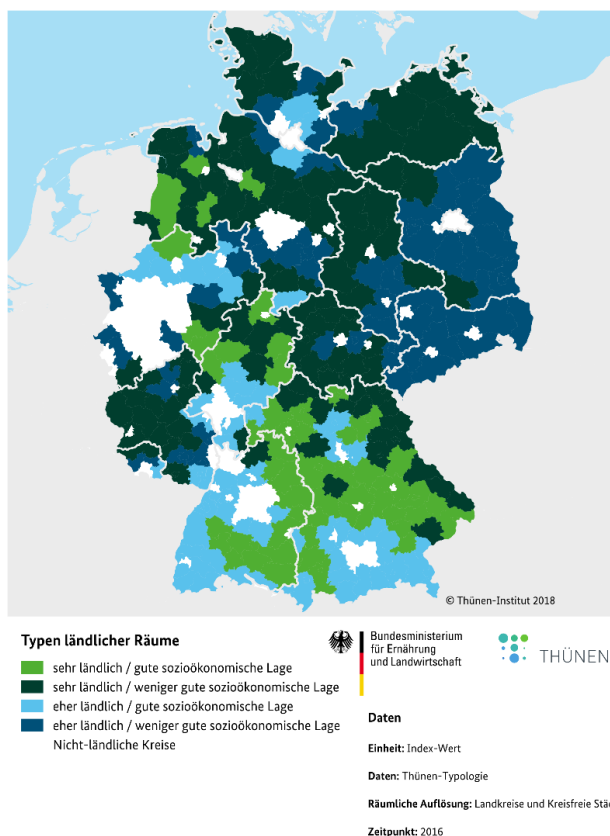 © Thünen-Institut 2018
Typen ländlicher Räume
sehr ländlich / gute sozioökonomische Lage
sehr ländlich / weniger gute sozioökonomische Lage
eher ländlich / gute sozioökonomische Lage
eher ländlich / weniger gute sozioökonomische Lage
Nicht-ländliche Kreise
Bundesministerium
für Ernährung
und Landwirtschaft
THÜNEN
Daten
Einheit: Index-Wert
Daten: Thünen-Typologie
Räumliche Auflösung: Landkreise und Kreisfreie Stä
Zeitpunkt: 2016